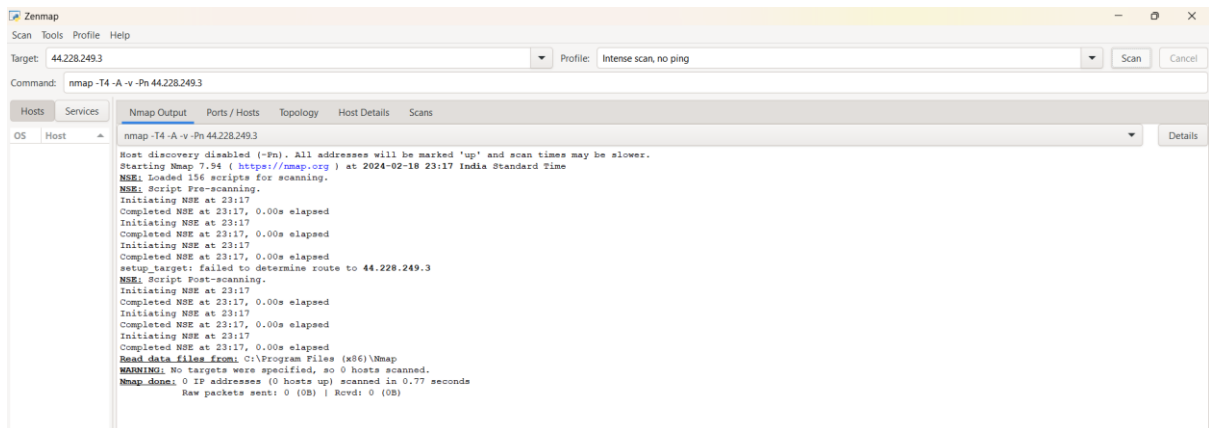 Zenmap
Scan Tools Profile Help
Target: 44.228.249.3 Profile: Intense scan, no ping Scan Cancel
Command: nmap -T4 -A -v -Pn 44.228.249.3
Hosts Services Nmap Output Ports / Hosts Topology Host Details Scans
OS Host nmap -T4 -A -v -Pn 44.228.249.3 Details
Host discovery disabled (-Pn). All addresses will be marked 'up' and scan times may be slower.
Starting Nmap 7.94 ( https://nmap.org ) at 2024-02-18 23:17 India Standard Time
NSE: Loaded 156 scripts for scanning.
NSE: Script Pre-scanning.
Initiating NSE at 23:17
Completed NSE at 23:17, 0.00s elapsed
Initiating NSE at 23:17
Completed NSE at 23:17, 0.00s elapsed
Initiating NSE at 23:17
Completed NSE at 23:17, 0.00s elapsed
setup_target: failed to determine route to 44.228.249.3
NSE: Script Post-scanning.
Initiating NSE at 23:17
Completed NSE at 23:17, 0.00s elapsed
Initiating NSE at 23:17
Completed NSE at 23:17, 0.00s elapsed
Initiating NSE at 23:17
Completed NSE at 23:17, 0.00s elapsed
Read data files from: C:\Program Files (x86)\Nmap
WARNING: No targets were specified, so 0 hosts scanned.
Nmap done: 0 IP addresses (0 hosts up) scanned in 0.77 seconds
Raw packets sent: 0 (0B) | Rcvd: 0 (0B)